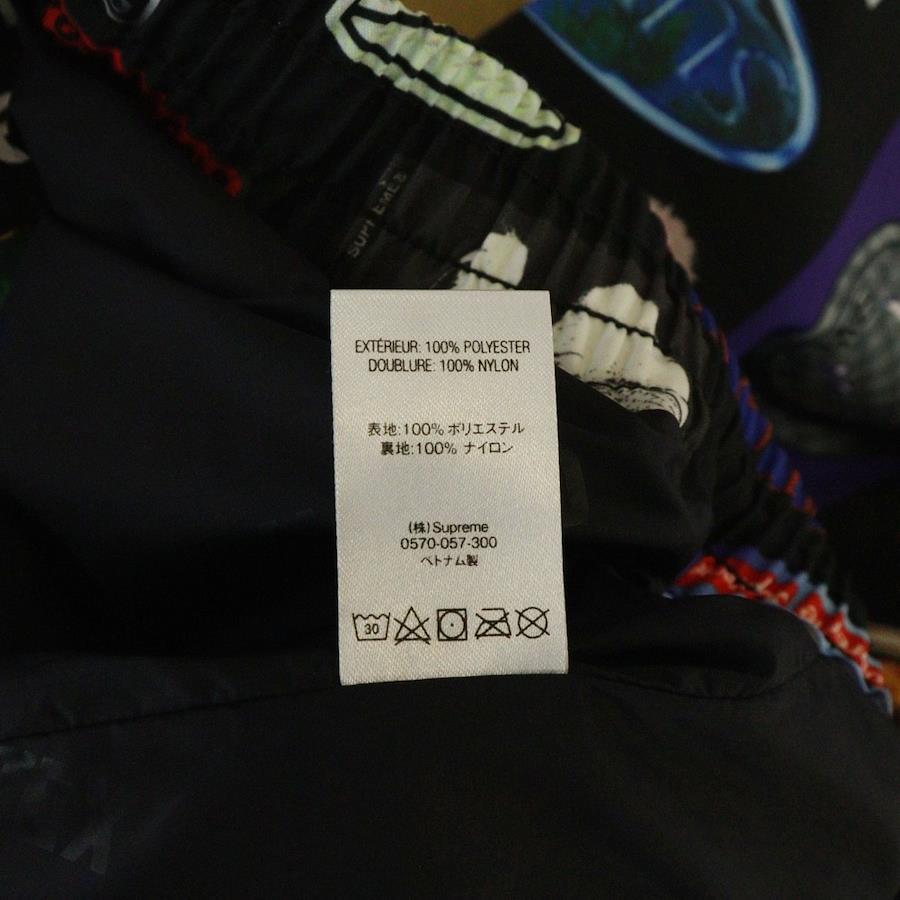 SUPREMES
EXTÉRIEUR: 100% POLYESTER
DOUBLURE: 100% NYLON
表地:100% ポリエステル
裏地:100% ナイロン
(株)Supreme
0570-057-300
ベトナム製
30